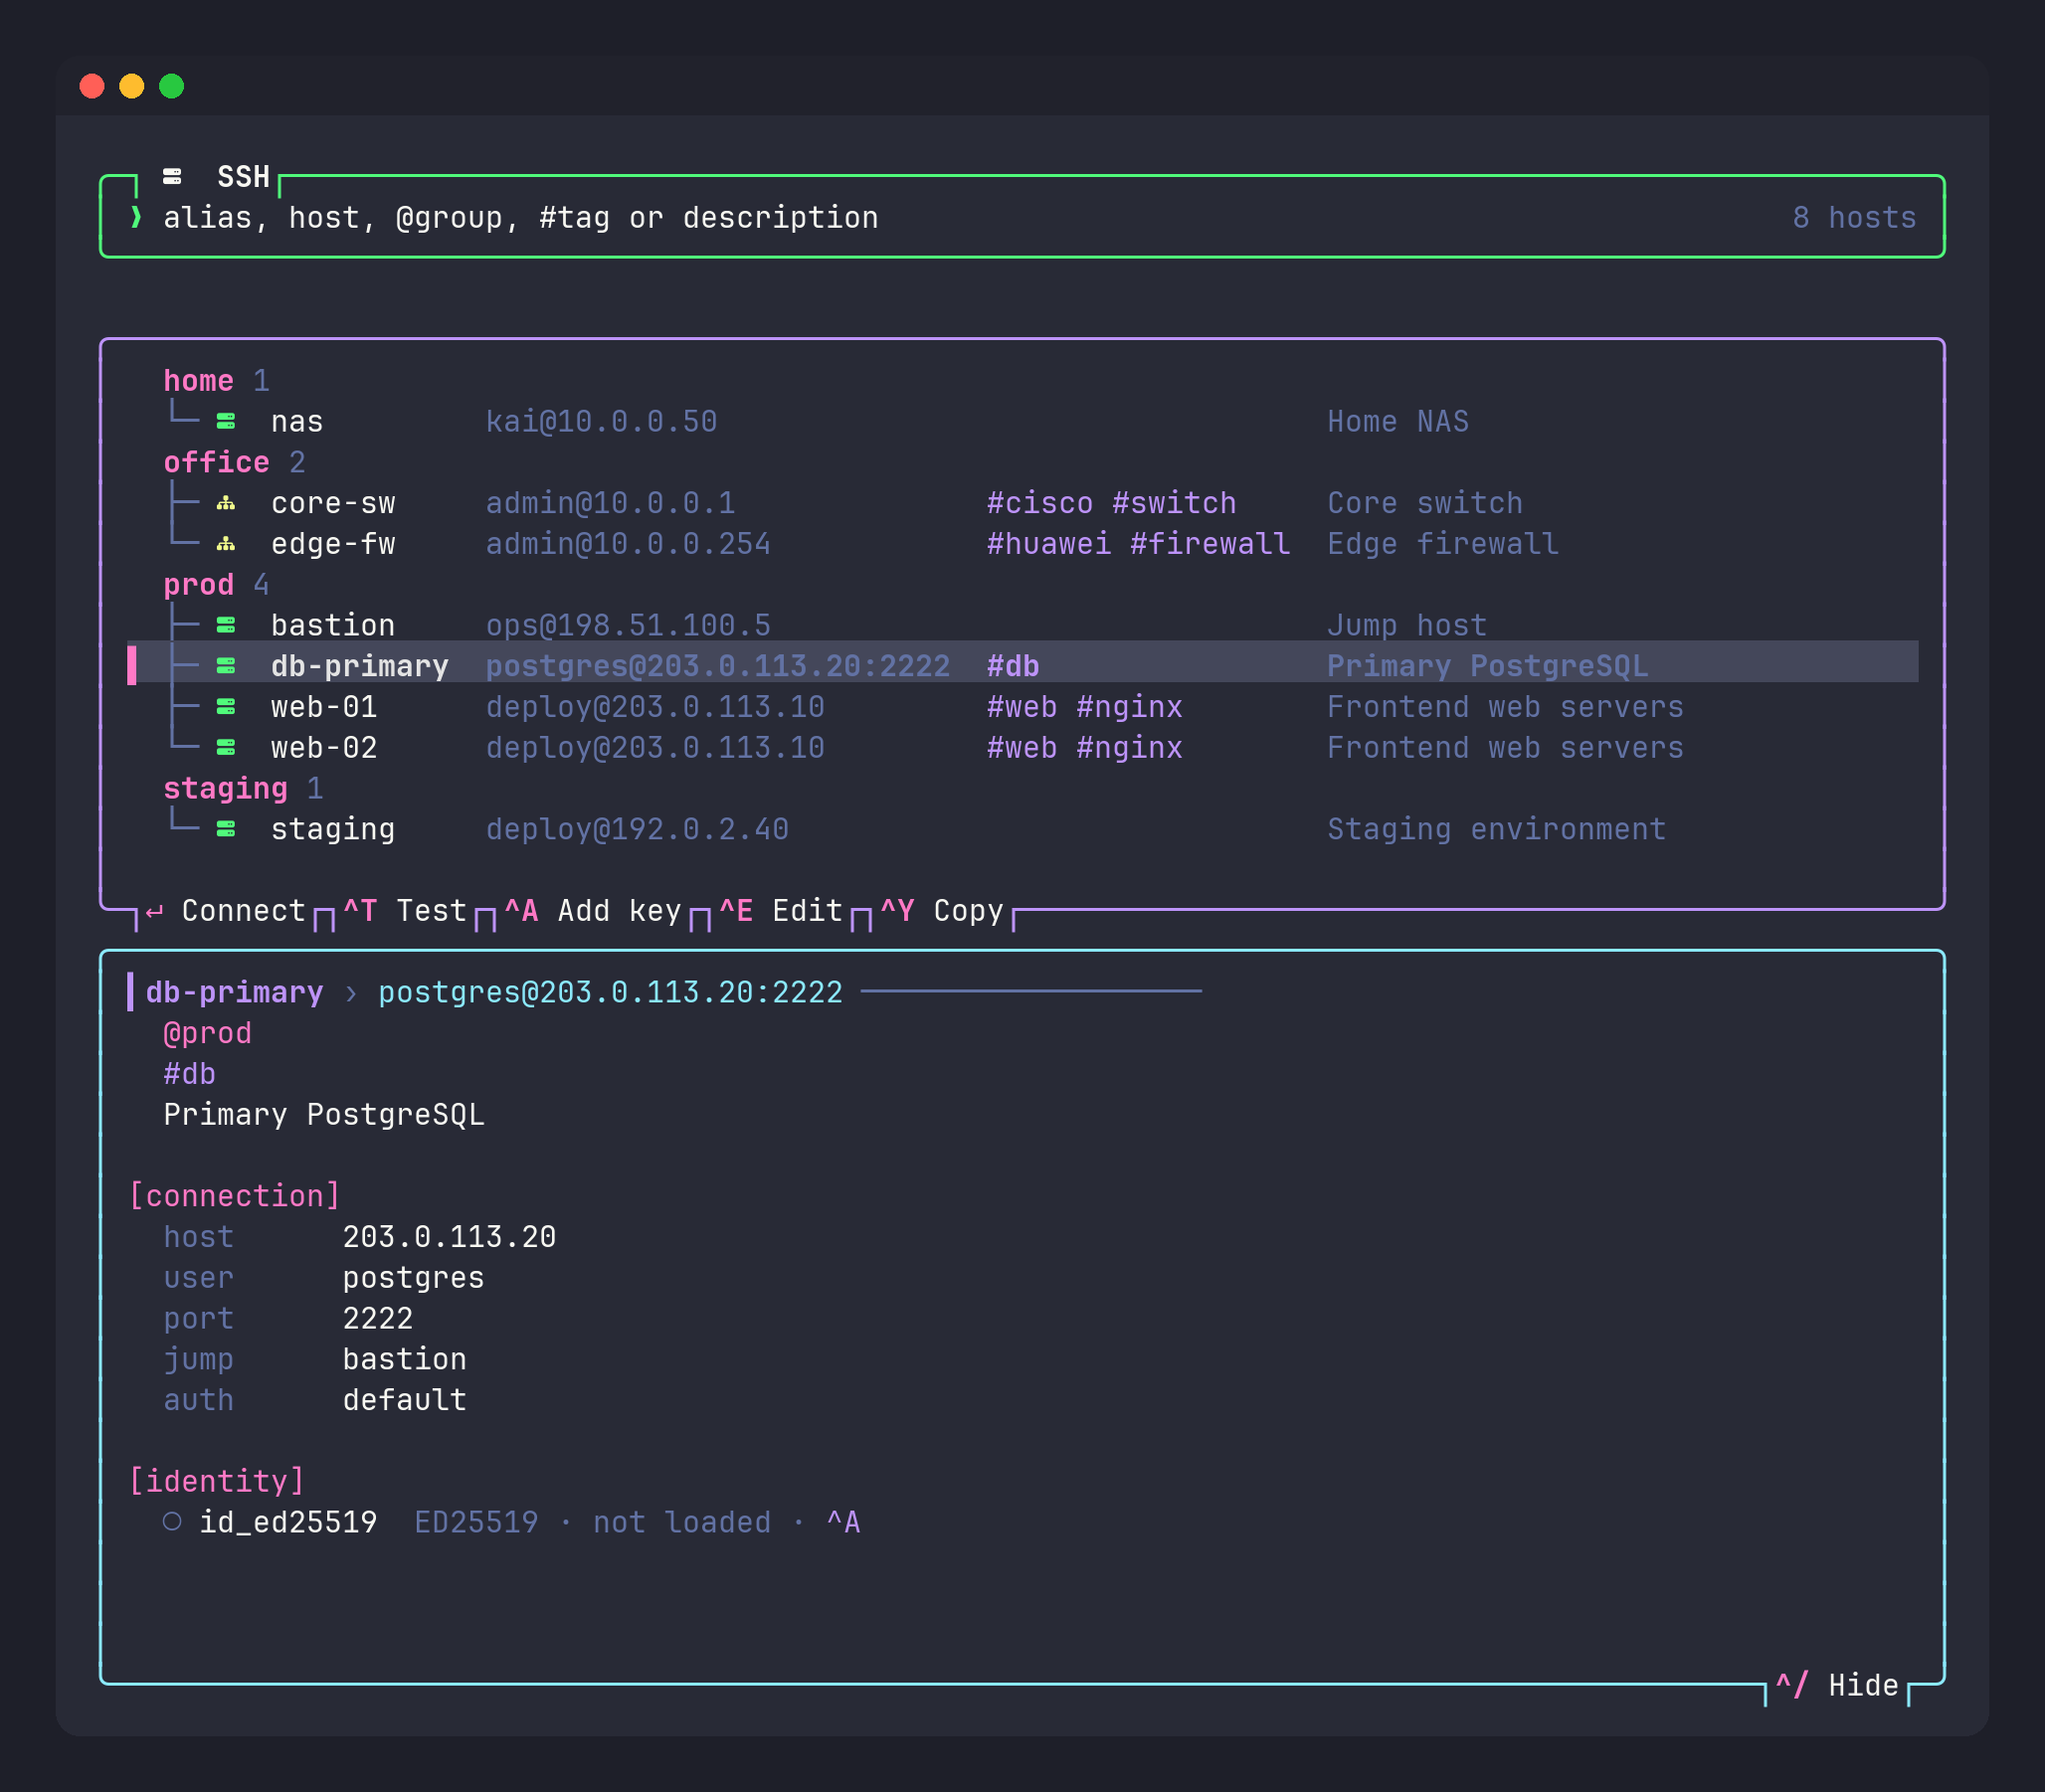 SSH
❯ alias, host, @group, #tag or description 8 hosts
home 1
nas kai@10.0.0.50 Home NAS
office 2
core-sw admin@10.0.0.1 #cisco #switch Core switch
edge-fw admin@10.0.0.254 #huawei #firewall Edge firewall
prod 4
bastion ops@198.51.100.5 Jump host
db-primary postgres@203.0.113.20:2222 #db Primary PostgreSQL
web-01 deploy@203.0.113.10 #web #nginx Frontend web servers
web-02 deploy@203.0.113.10 #web #nginx Frontend web servers
staging 1
staging deploy@192.0.2.40 Staging environment
↵ Connect ^T Test ^A Add key ^E Edit ^Y Copy
db-primary › postgres@203.0.113.20:2222
@prod
#db
Primary PostgreSQL
[connection]
host 203.0.113.20
user postgres
port 2222
jump bastion
auth default
[identity]
○ id_ed25519 ED25519 · not loaded · ^A
^/ Hide